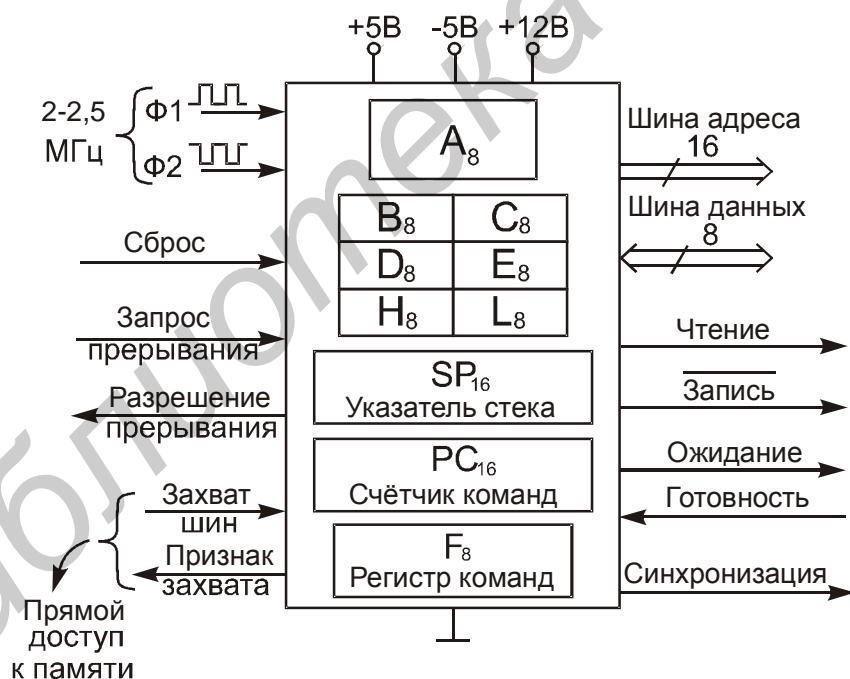 +5В -5В +12В
2-2,5
МГц
Ф1
Ф2
Сброс
Запрос
прерывания
Разрешение
прерывания
Захват
шин
Признак
захвата
Прямой
доступ
к памяти
A8
B8 C8
D8 E8
H8 L8
SP16
Указатель стека
PC16
Счётчик команд
F8
Регистр команд
Шина адреса
16
Шина данных
8
Чтение
Запись
Ожидание
Готовность
Синхронизация
блиотека